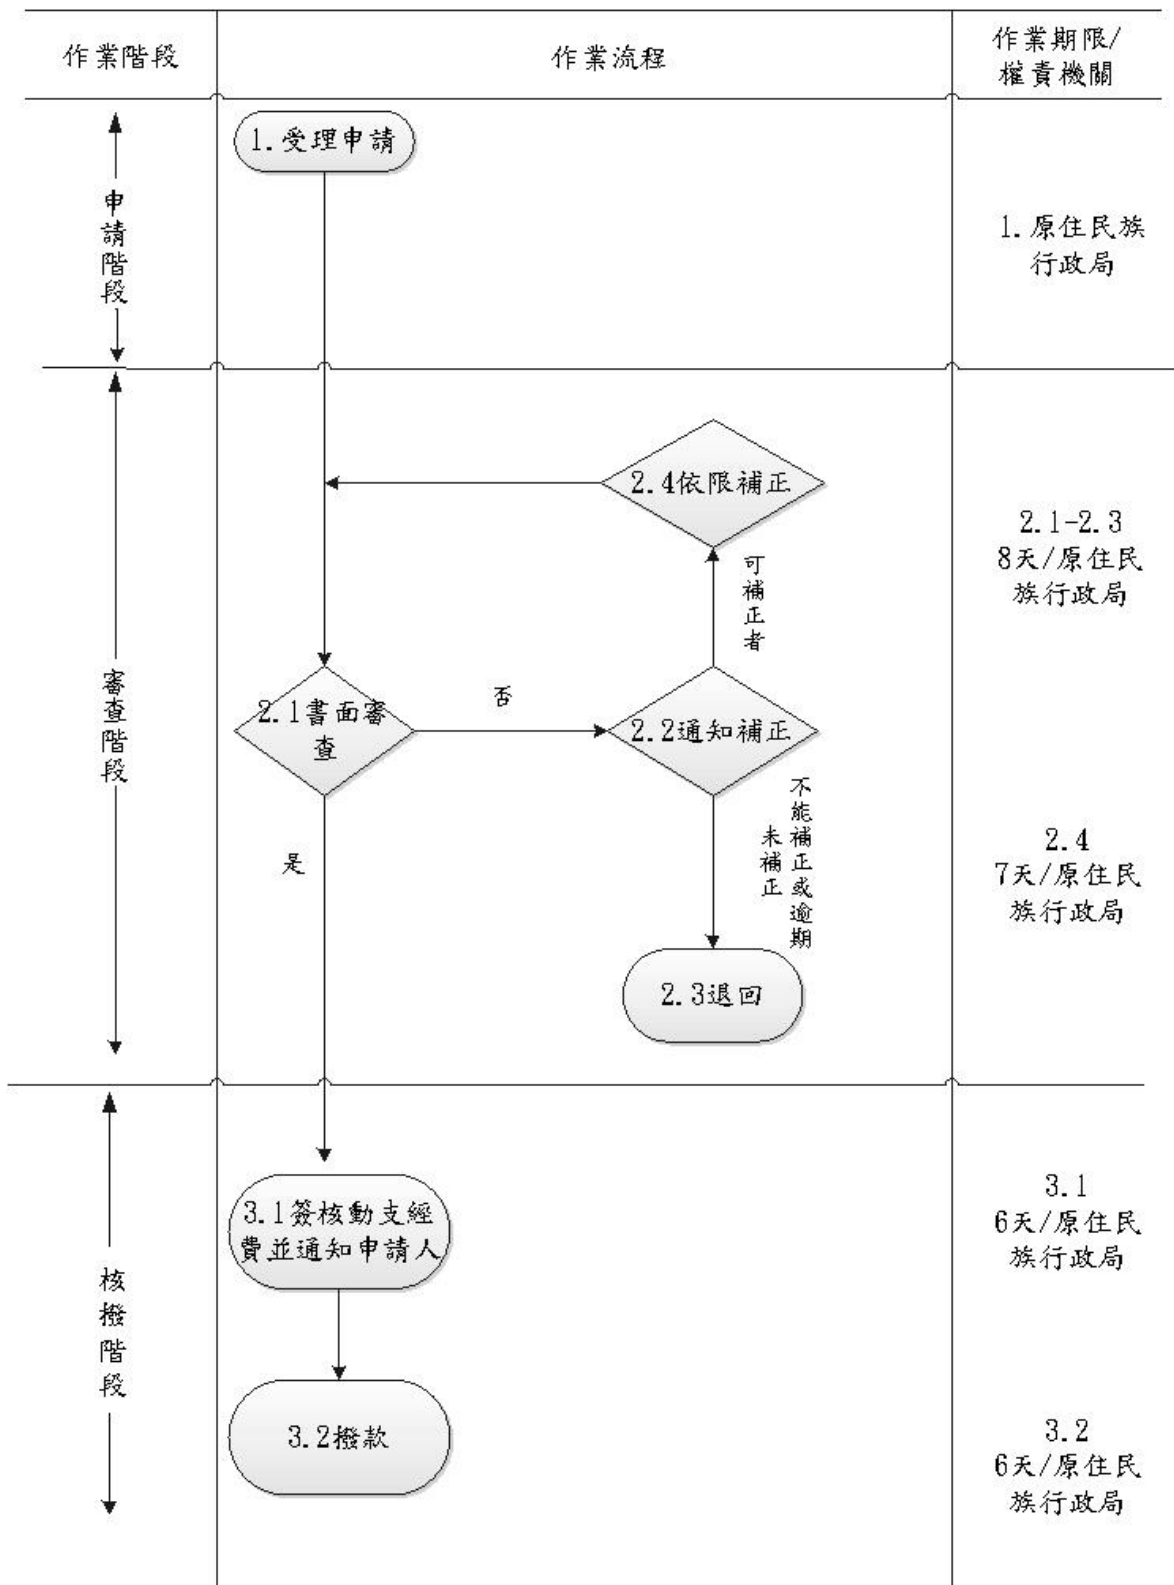 作業階段
作業流程
作業期限/
權責機關
申請階段
1.受理申請
1.原住民族
行政局
審查階段
2.4依限補正
可補正者
2.1書面審
查
否
2.2通知補正
是
不能補正或逾期
未補正
2.3退回
2.1-2.3
8天/原住民
族行政局
2.4
7天/原住民
族行政局
核撥階段
3.1簽核動支經
費並通知申請人
3.2撥款
3.1
6天/原住民
族行政局
3.2
6天/原住民
族行政局